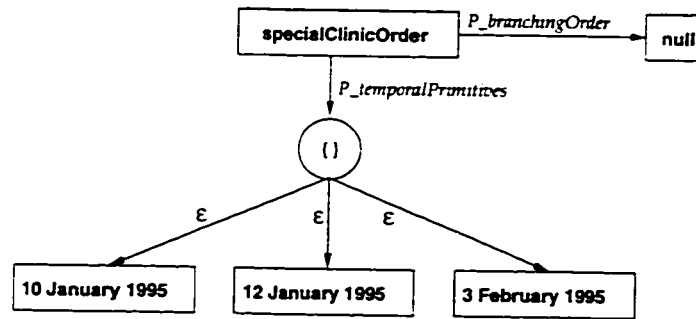 P_branchingOrder
specialClinicOrder
null
P_temporalPrimitives
{ }
ε
ε
ε
10 January 1995
12 January 1995
3 February 1995